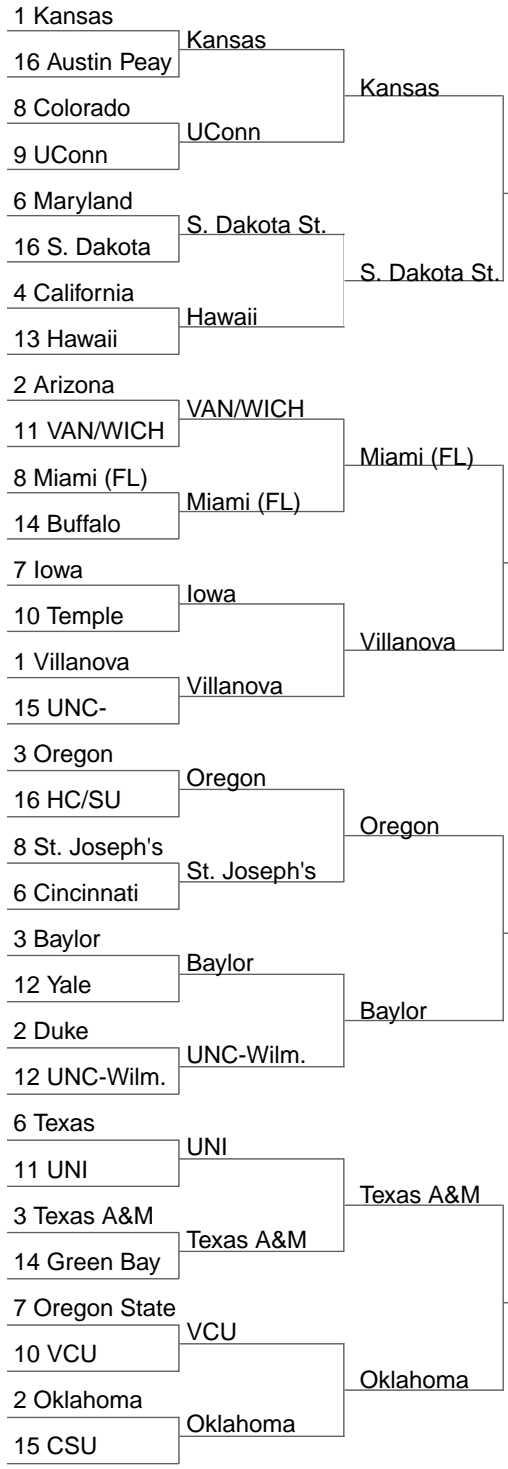 1 Kansas
16 Austin Peay
8 Colorado
9 UConn
6 Maryland
16 S. Dakota
4 California
13 Hawaii
2 Arizona
11 VAN/WICH
8 Miami (FL)
14 Buffalo
7 Iowa
10 Temple
1 Villanova
15 UNC-
3 Oregon
16 HC/SU
8 St. Joseph's
6 Cincinnati
3 Baylor
12 Yale
2 Duke
12 UNC-Wilm.
6 Texas
11 UNI
3 Texas A&M
14 Green Bay
7 Oregon State
10 VCU
2 Oklahoma
15 CSU
Kansas
UConn
S. Dakota St.
Hawaii
VAN/WICH
Miami (FL)
Iowa
Villanova
Oregon
St. Joseph's
Baylor
UNC-Wilm.
UNI
Texas A&M
VCU
Oklahoma
Kansas
S. Dakota St.
Miami (FL)
Villanova
Oregon
Baylor
Texas A&M
Oklahoma